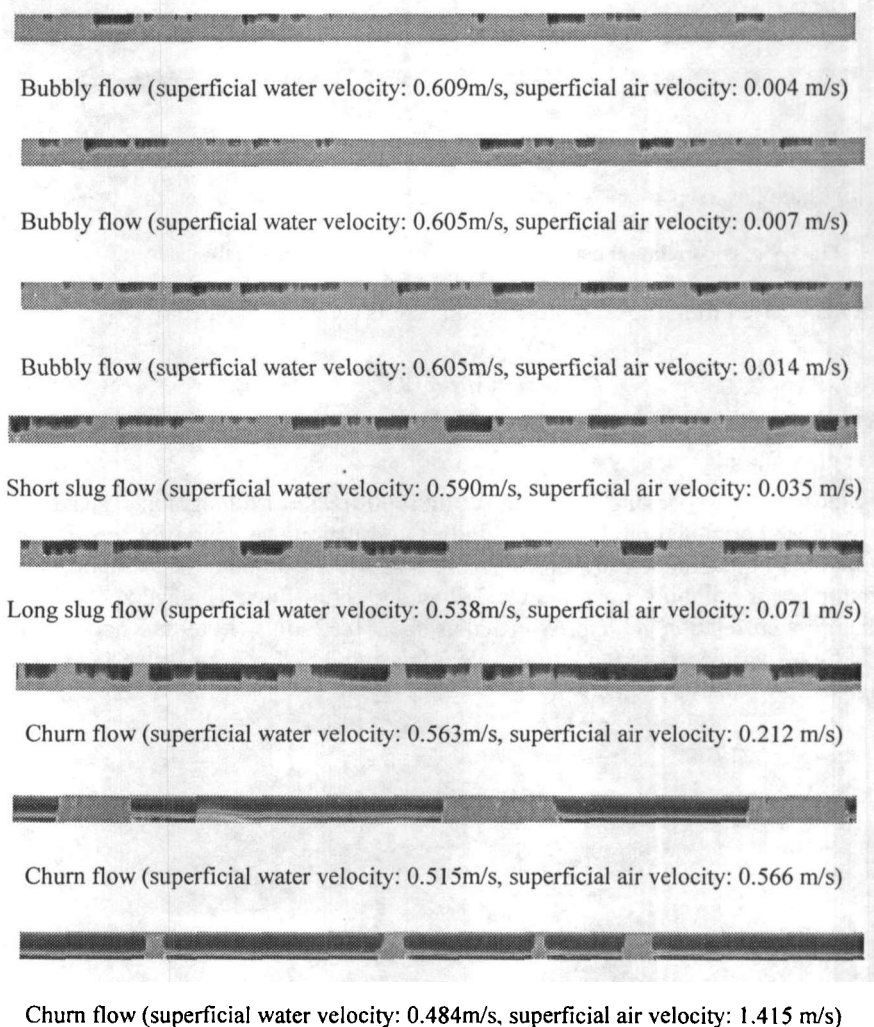 Bubbly flow (superficial water velocity: 0.609m/s, superficial air velocity: 0.004 m/s)
Bubbly flow (superficial water velocity: 0.605m/s, superficial air velocity: 0.007 m/s)
Bubbly flow (superficial water velocity: 0.605m/s, superficial air velocity: 0.014 m/s)
Short slug flow (superficial water velocity: 0.590m/s, superficial air velocity: 0.035 m/s)
Long slug flow (superficial water velocity: 0.538m/s, superficial air velocity: 0.071 m/s)
Churn flow (superficial water velocity: 0.563m/s, superficial air velocity: 0.212 m/s)
Churn flow (superficial water velocity: 0.515m/s, superficial air velocity: 0.566 m/s)
Churn flow (superficial water velocity: 0.484m/s, superficial air velocity: 1.415 m/s)